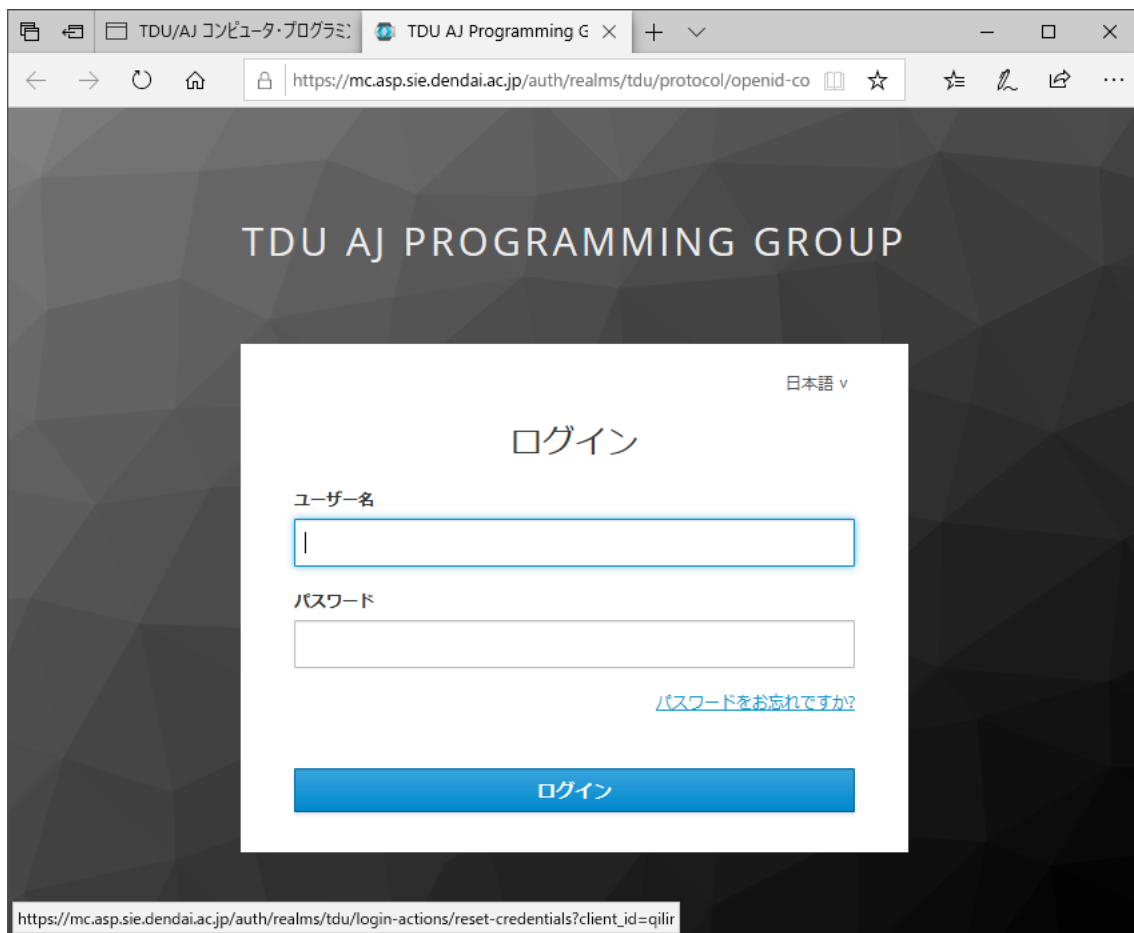 TDU/AJ コンピュータ・プログラミン
TDU AJ Programming G
https://mc.asp.sie.dendai.ac.jp/auth/realms/tdu/protocol/openid-co
TDU AJ PROGRAMMING GROUP
日本語 v
ログイン
ユーザー名
パスワード
パスワードをお忘れですか?
ログイン
https://mc.asp.sie.dendai.ac.jp/auth/realms/tdu/login-actions/reset-credentials?client_id=qilir